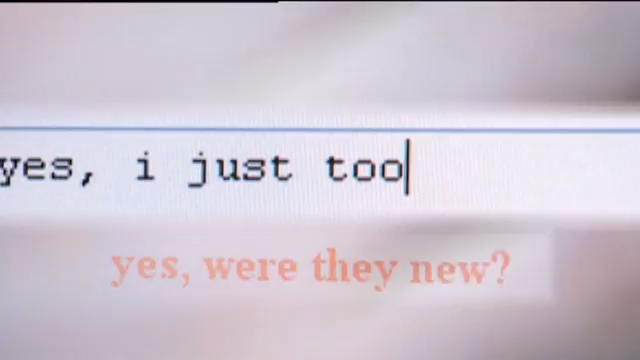 yes, i just too
yes, were they new?